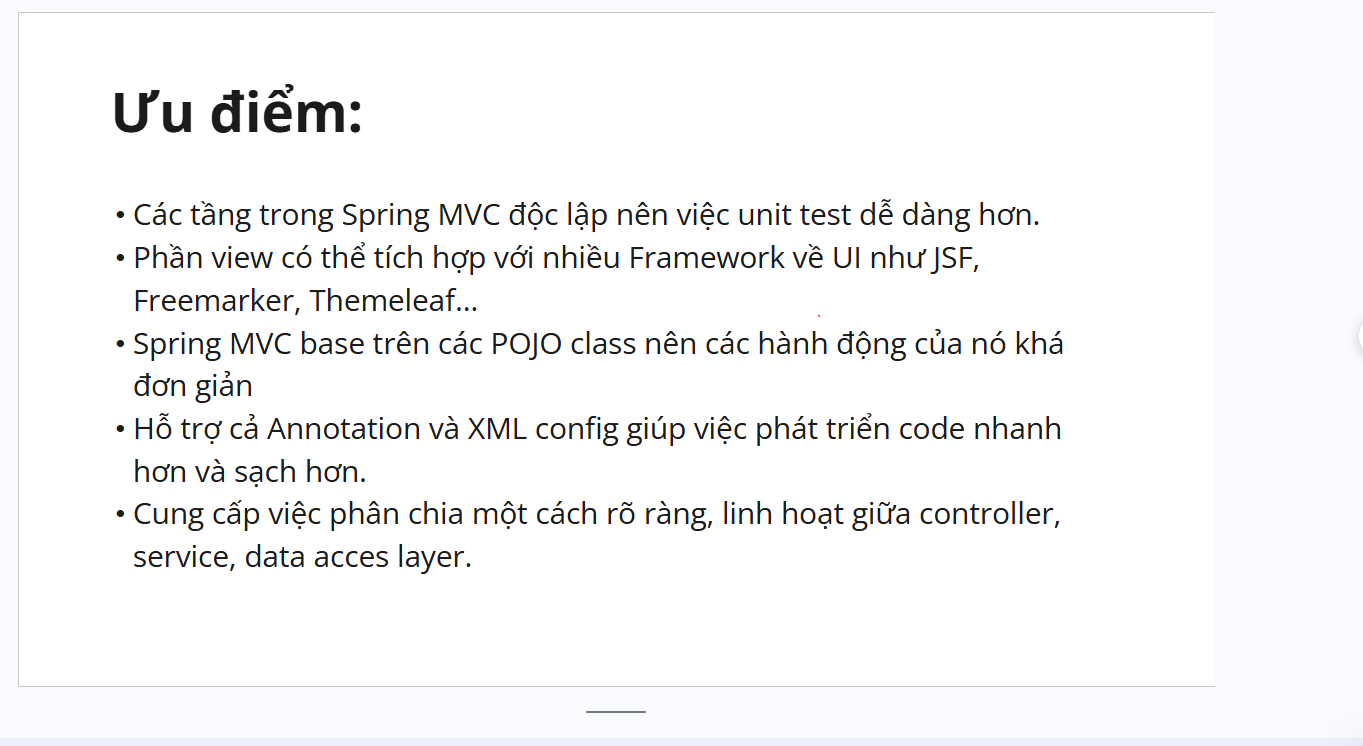 Ưu điểm:
• Các tầng trong Spring MVC độc lập nên việc unit test dễ dàng hơn.
• Phần view có thể tích hợp với nhiều Framework về UI như JSF,
Freemarker, Themeleaf...
• Spring MVC base trên các POJO class nên các hành động của nó khá
đơn giản
• Hỗ trợ cả Annotation và XML config giúp việc phát triển code nhanh
hơn và sạch hơn.
• Cung cấp việc phân chia một cách rõ ràng, linh hoạt giữa controller,
service, data acces layer.